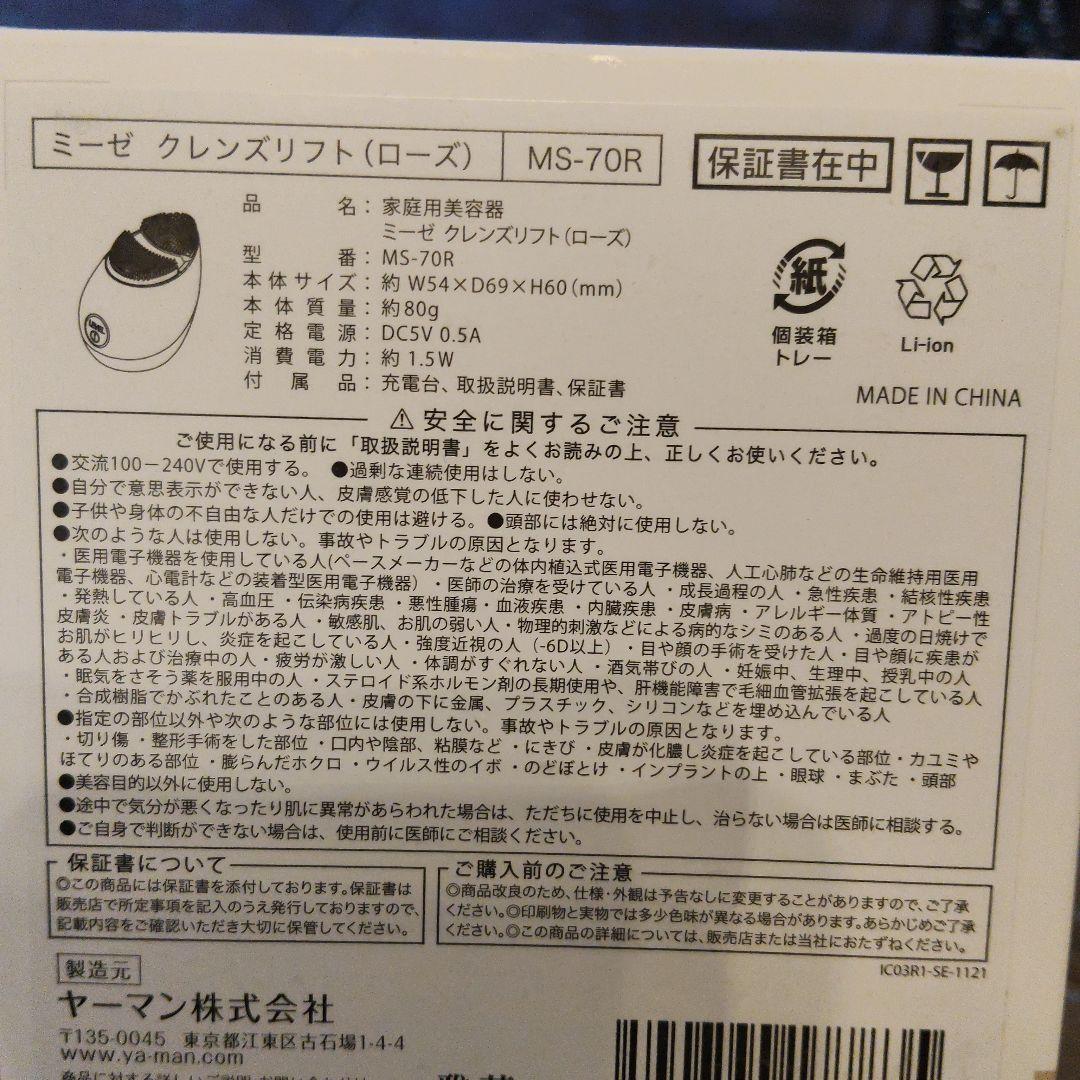 ミーゼ クレンズリフト(ローズ) MS-70R
保証書在中
品名：家庭用美容器
ミーゼ クレンズリフト(ローズ)
型番：MS-70R
本体サイズ：約 W54×D69×H60(mm)
本体質量：約80g
定格電源：DC5V 0.5A
消費電力：約 1.5W
付属品：充電台、取扱説明書、保証書
LEVEL
紙
個装箱
トレー
Li-ion
MADE IN CHINA
⚠安全に関するご注意
ご使用になる前に「取扱説明書」をよくお読みの上、正しくお使いください。
●交流100－240Vで使用する。 ●過剰な連続使用はしない。
●自分で意思表示ができない人、皮膚感覚の低下した人に使わせない。
●子供や身体の不自由な人だけでの使用は避ける。●頭部には絶対に使用しない。
●次のような人は使用しない。事故やトラブルの原因となります。
・医用電子機器を使用している人(ペースメーカーなどの体内植込式医用電子機器、人工心肺などの生命維持用医用
電子機器、心電計などの装着型医用電子機器)・医師の治療を受けている人・成長過程の人・急性疾患・結核性疾患
・発熱している人・高血圧・伝染病疾患・悪性腫瘍・血液疾患・内臓疾患・皮膚病・アレルギー体質・アトピー性
皮膚炎・皮膚トラブルがある人・敏感肌、お肌の弱い人・物理的刺激などによる病的なシミのある人・過度の日焼けで
お肌がヒリヒリし、炎症を起こしている人・強度近視の人(-6D以上)・目や顔の手術を受けた人・目や顔に疾患が
ある人および治療中の人・疲労が激しい人・体調がすぐれない人・酒気帯びの人・妊娠中、生理中、授乳中の人
・眠気をさそう薬を服用中の人・ステロイド系ホルモン剤の長期使用や、肝機能障害で毛細血管拡張を起こしている人
・合成樹脂でかぶれたことのある人・皮膚の下に金属、プラスチック、シリコンなどを埋め込んでいる人
●指定の部位以外や次のような部位には使用しない。事故やトラブルの原因となります。
・切り傷・整形手術をした部位・口内や陰部、粘膜など・にきび・皮膚が化膿し炎症を起こしている部位・カユミや
ほてりのある部位・膨らんだホクロ・ウイルス性のイボ・のどぼとけ・インプラントの上・眼球・まぶた・頭部
●美容目的以外に使用しない。
●途中で気分が悪くなったり肌に異常があらわれた場合は、ただちに使用を中止し、治らない場合は医師に相談する。
●ご自身で判断ができない場合は、使用前に医師にご相談ください。
保証書について
◎この商品には保証書を添付しております。保証書は
販売店で所定事項を記入のうえ発行しておりますので、
記載内容をご確認いただき大切に保管してください。
ご購入前のご注意
◎商品改良のため、仕様・外観は予告なしに変更することがありますので、ご了承
ください。◎印刷物と実物では多少色味が異なる場合があります。あらかじめご了承
ください。◎この商品の詳細については、販売店または当社におたずねください。
IC03R1-SE-1121
製造元
ヤーマン株式会社
〒135-0045 東京都江東区古石場1-4-4
www.ya-man.com